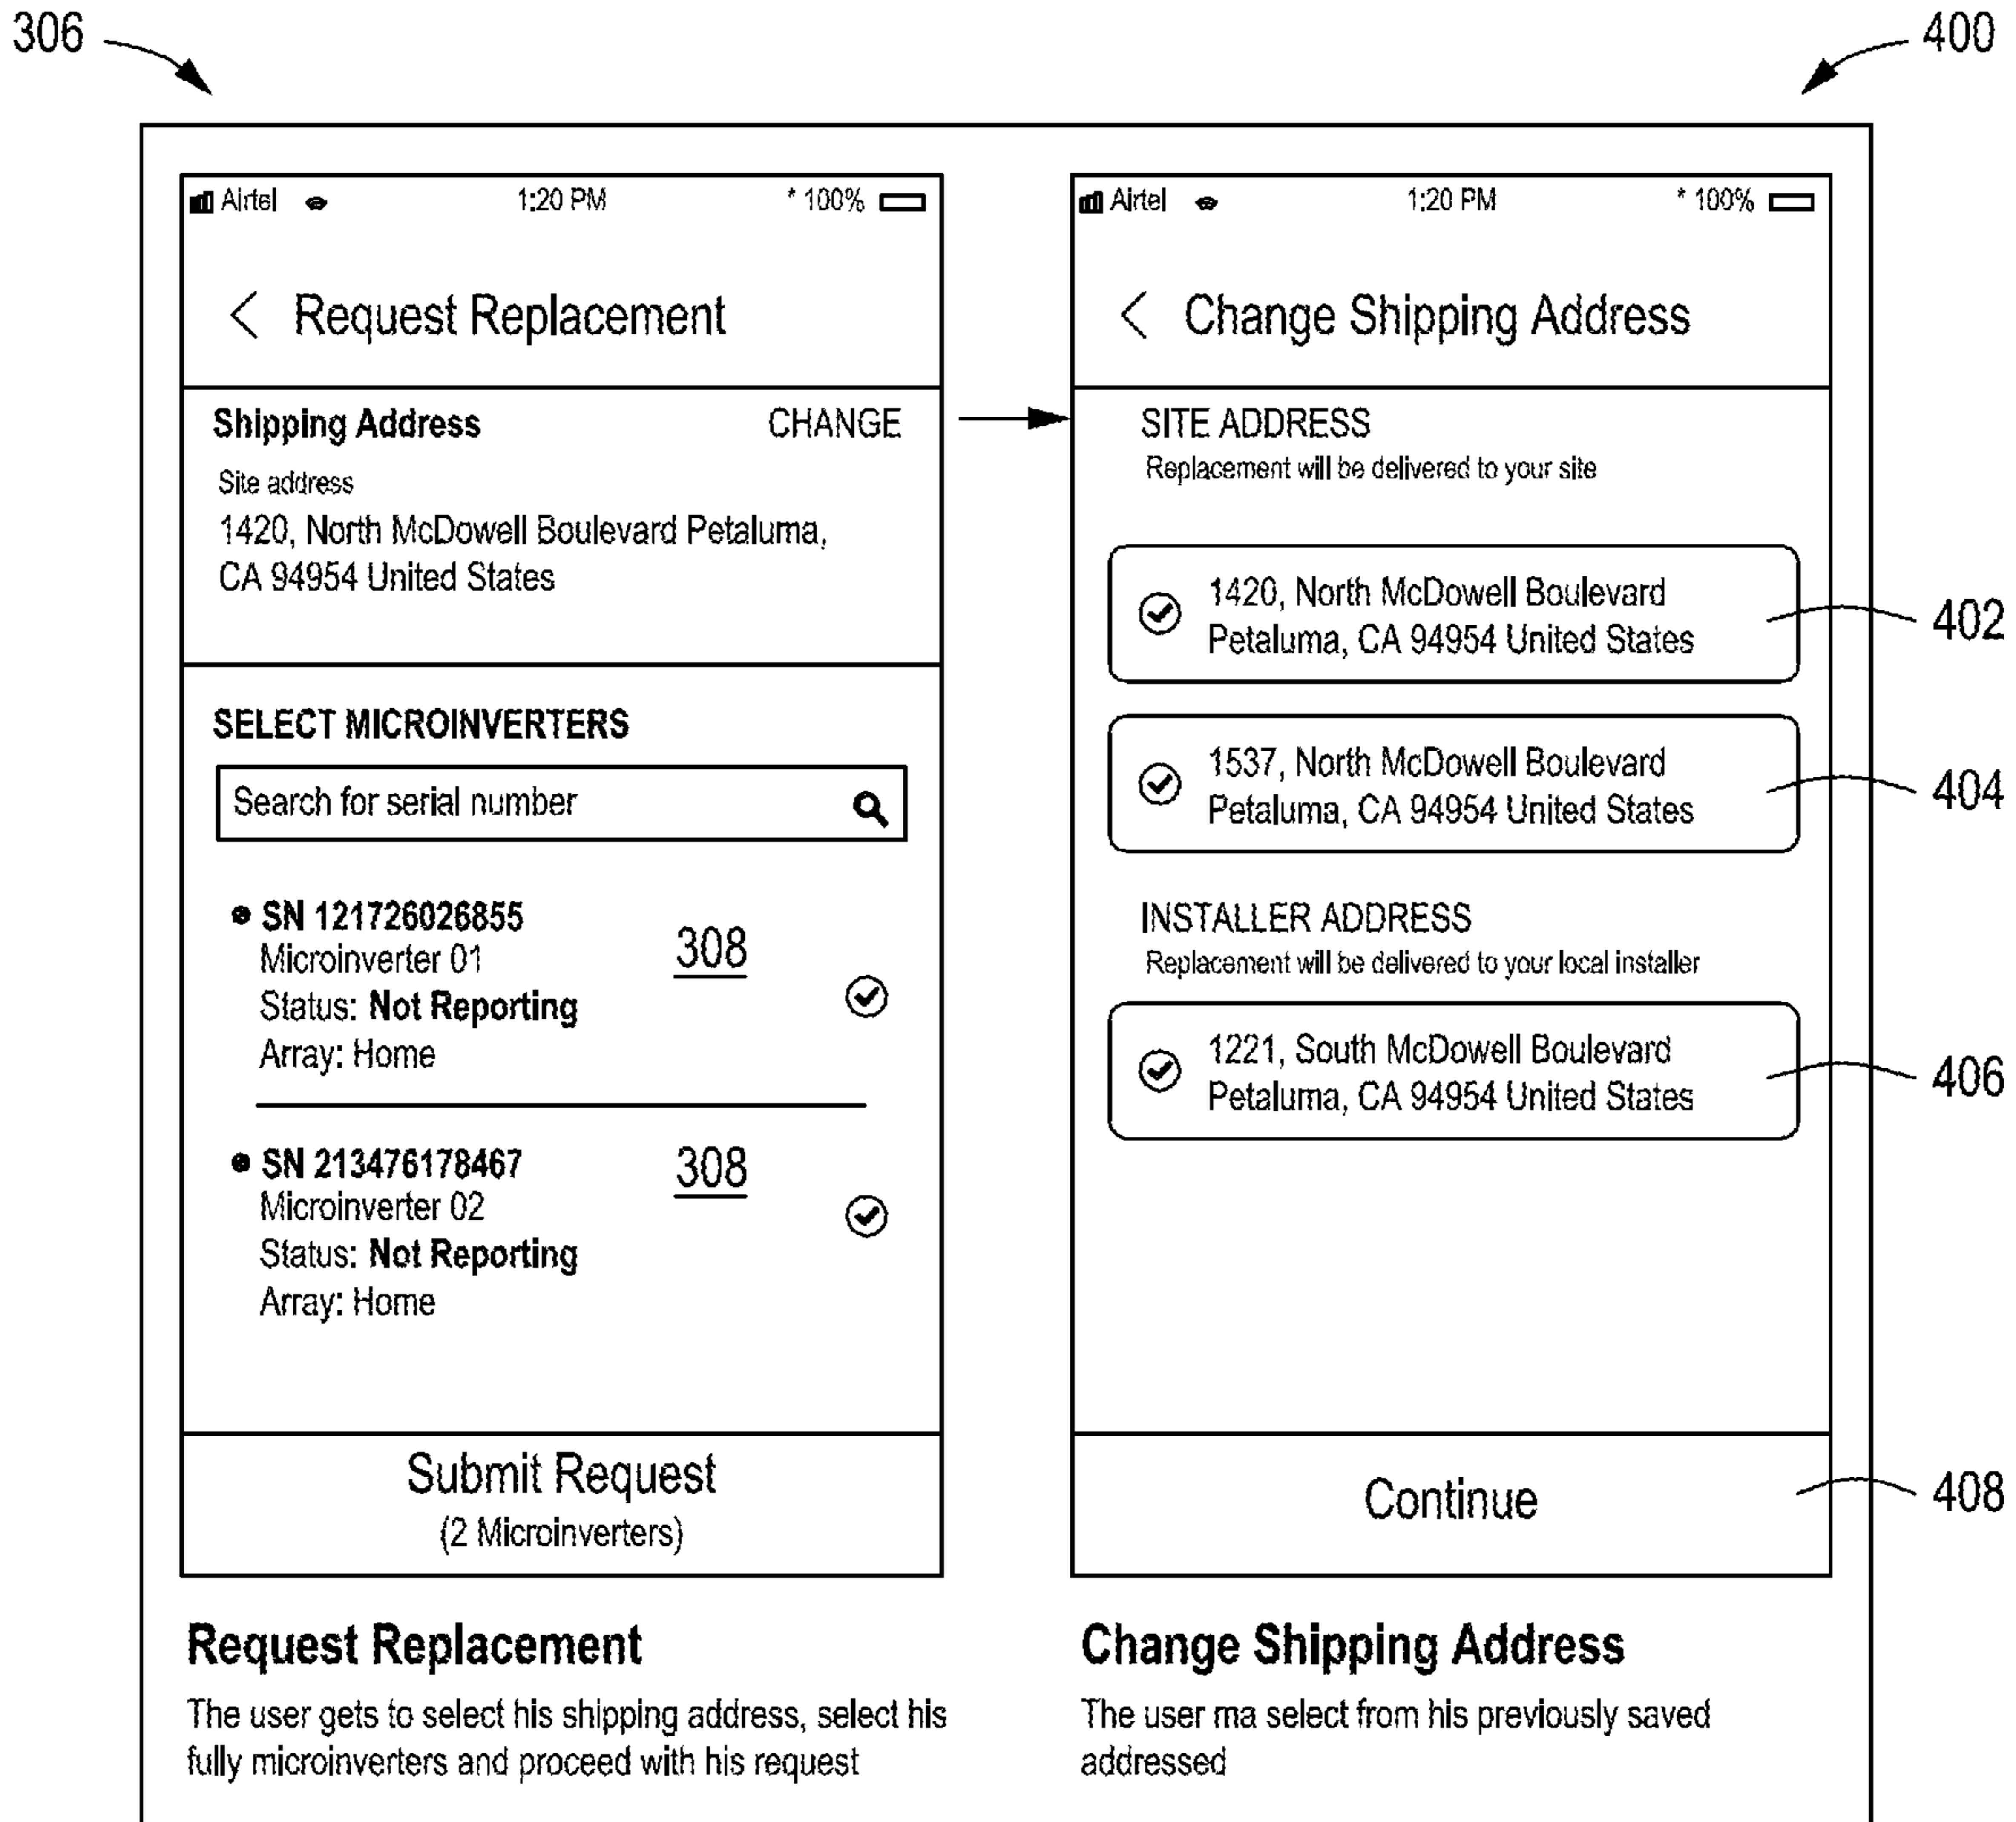 306
400
Airtel 1:20 PM * 100%
< Request Replacement
Shipping Address CHANGE
Site address
1420, North McDowell Boulevard Petaluma,
CA 94954 United States
SELECT MICROINVERTERS
Search for serial number
SN 121726026855
Microinverter 01
308
Status: Not Reporting
Array: Home
SN 213476178467
Microinverter 02
308
Status: Not Reporting
Array: Home
Submit Request
(2 Microinverters)
Request Replacement
The user gets to select his shipping address, select his
fully microinverters and proceed with his request
Airtel 1:20 PM * 100%
< Change Shipping Address
SITE ADDRESS
Replacement will be delivered to your site
1420, North McDowell Boulevard
Petaluma, CA 94954 United States
402
1537, North McDowell Boulevard
Petaluma, CA 94954 United States
404
INSTALLER ADDRESS
Replacement will be delivered to your local installer
1221, South McDowell Boulevard
Petaluma, CA 94954 United States
406
Continue
408
Change Shipping Address
The user ma select from his previously saved
addressed